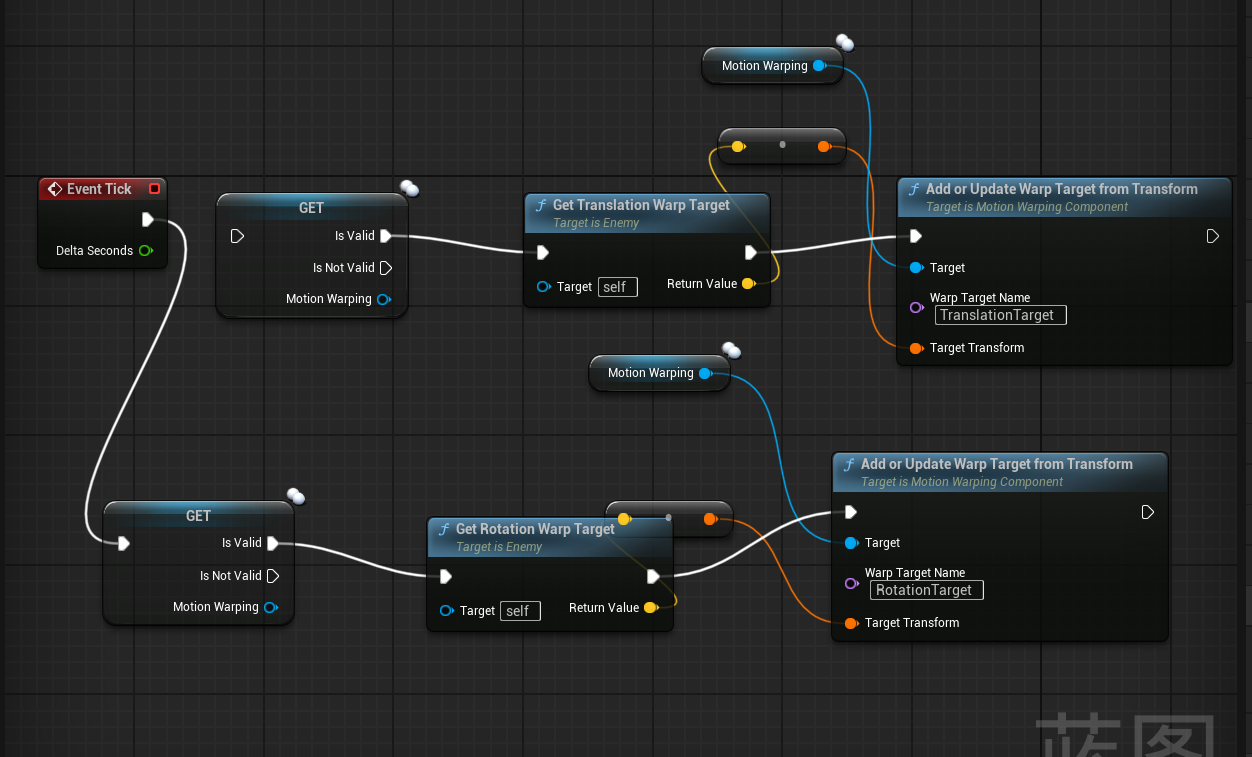 Motion Warping
Event Tick
Delta Seconds
GET
Is Valid
Is Not Valid
Motion Warping
Get Translation Warp Target
Target is Enemy
Target self
Return Value
Add or Update Warp Target from Transform
Target is Motion Warping Component
Target
Warp Target Name
TranslationTarget
Target Transform
Motion Warping
GET
Is Valid
Is Not Valid
Motion Warping
Get Rotation Warp Target
Target is Enemy
Target self
Return Value
Add or Update Warp Target from Transform
Target is Motion Warping Component
Target
Warp Target Name
RotationTarget
Target Transform
蓝图